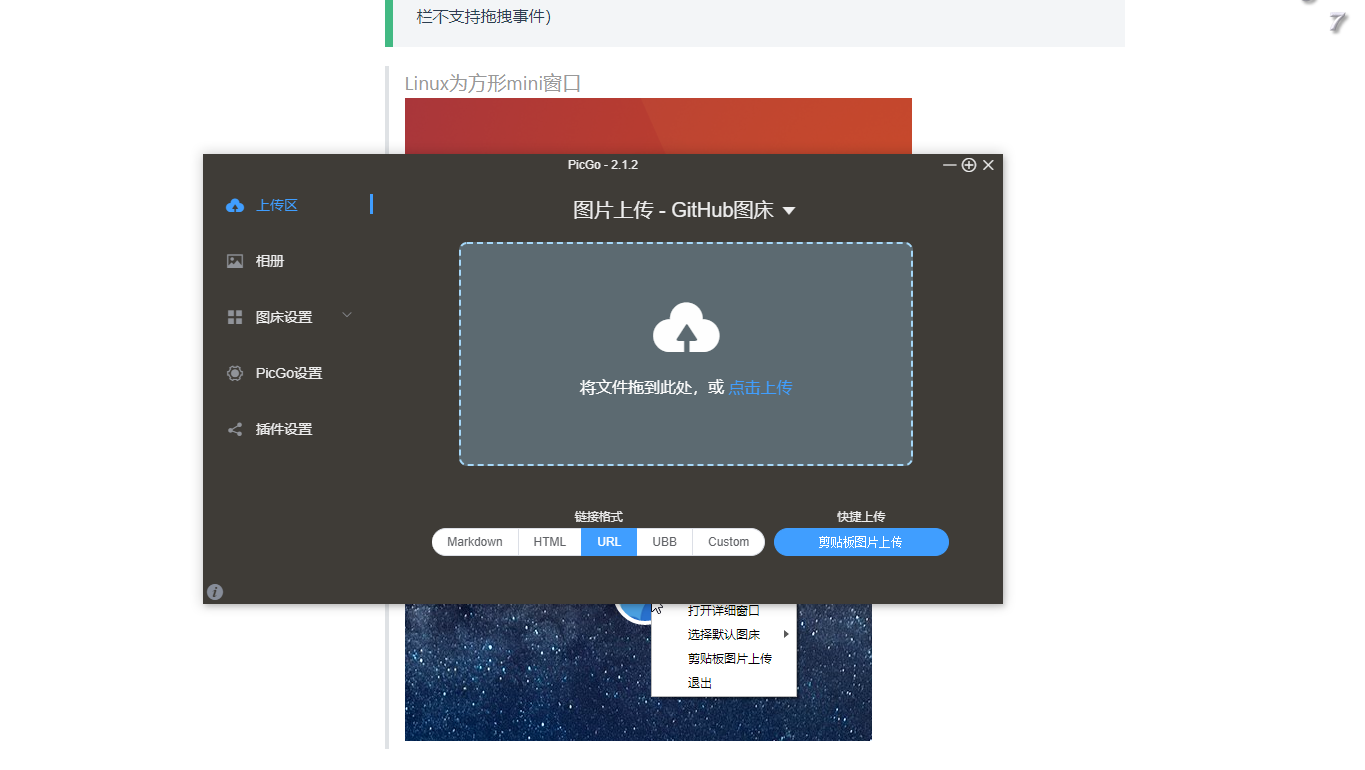 栏不支持拖拽事件)
7
Linux为方形mini窗口
PicGo - 2.1.2
上传区
图片上传 - GitHub图床
相册
图床设置
PicGo设置
将文件拖到此处，或 点击上传
插件设置
链接格式
快捷上传
Markdown HTML URL UBB Custom
剪贴板图片上传
打开详细窗口
选择默认图床
剪贴板图片上传
退出